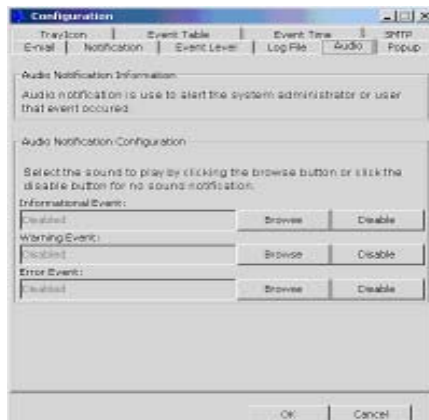 Configuration
TrayIcon Event Table Event Time SMTP
E-mail Notification Event Level Log File Audio Popup
Audio Notification Information
Audio notification is use to alert the system administrator or user
that event occured.
Audio Notification Configuration
Select the sound to play by clicking the browse button or click the
disable button for no sound notification.
Informational Event:
Disabled Browse Disable
Warning Event:
Disabled Browse Disable
Error Event:
Disabled Browse Disable
OK Cancel